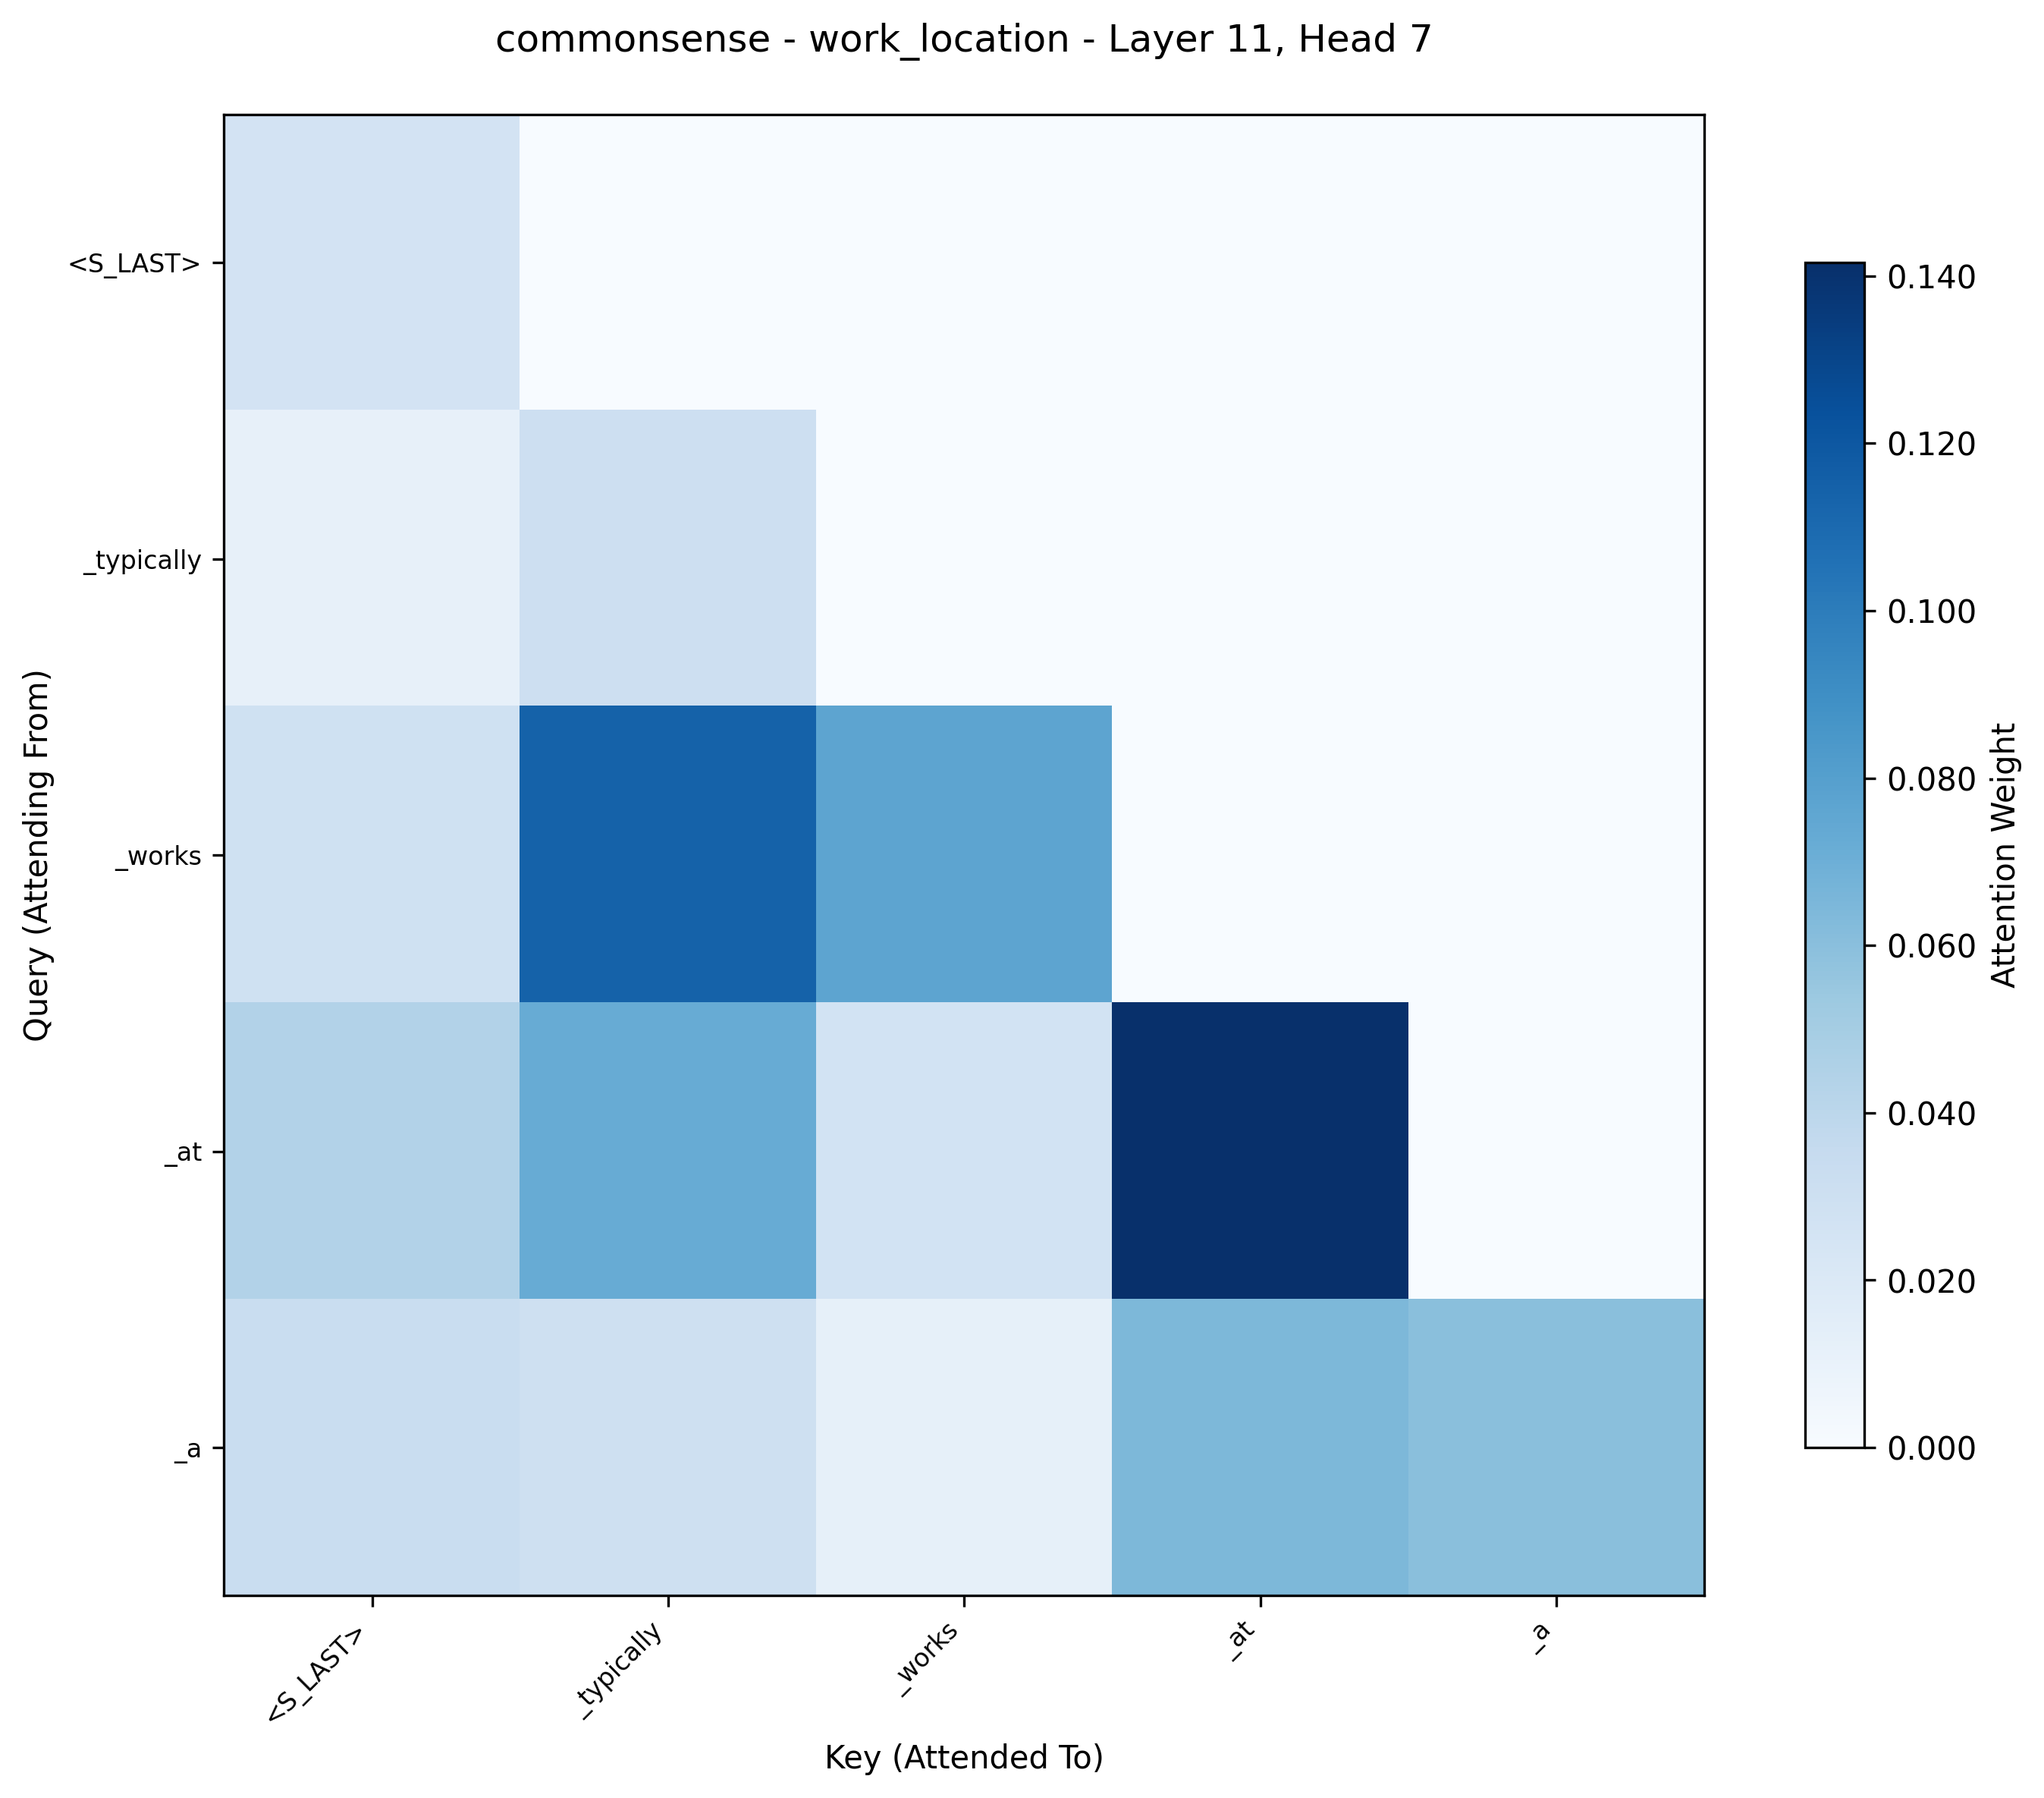 commonsense - work_location - Layer 11, Head 7
<S_LAST>
_typically
_works
_at
_a
Query (Attending From)
<S_LAST>
_typically
_works
_at
_a
Key (Attended To)
0.140
0.120
0.100
0.080
0.060
0.040
0.020
0.000
Attention Weight